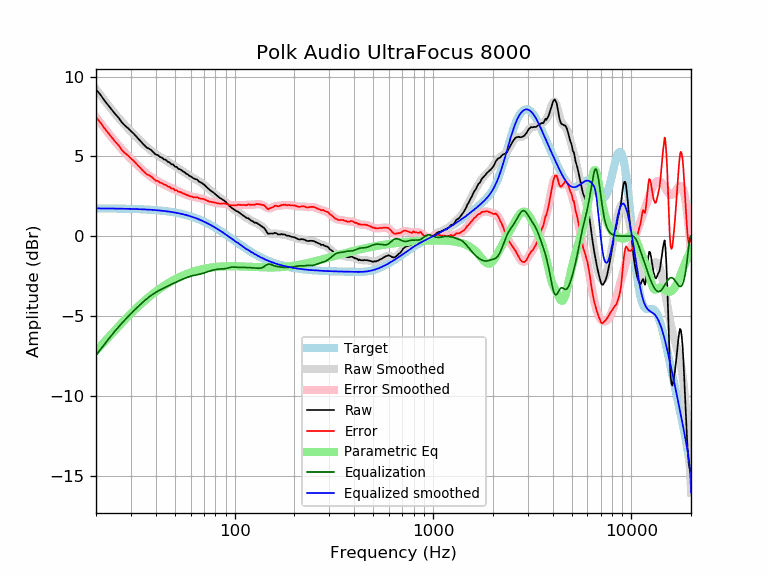 Polk Audio UltraFocus 8000
10
5
0
−5
−10
−15
Amplitude (dBr)
Target
Raw Smoothed
Error Smoothed
Raw
Error
Parametric Eq
Equalization
Equalized smoothed
100
1000
10000
Frequency (Hz)